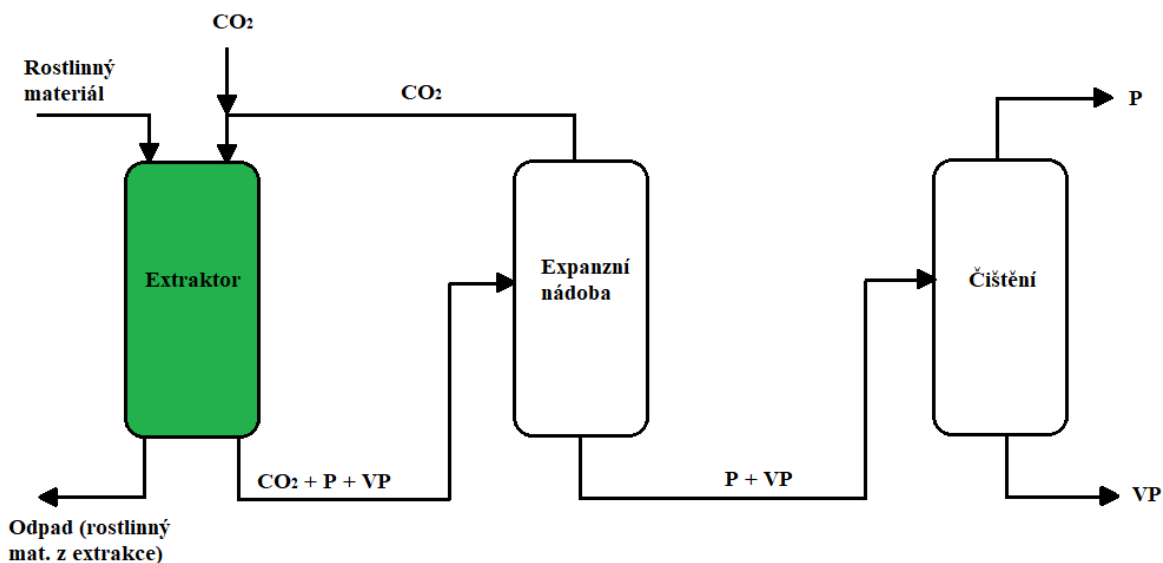 CO₂
Rostlinný
materiál
CO₂
P
Extraktor
Expanzní
nádoba
Čištění
CO₂ + P + VP
P + VP
VP
Odpad (rostlinný
mat. z extrakce)